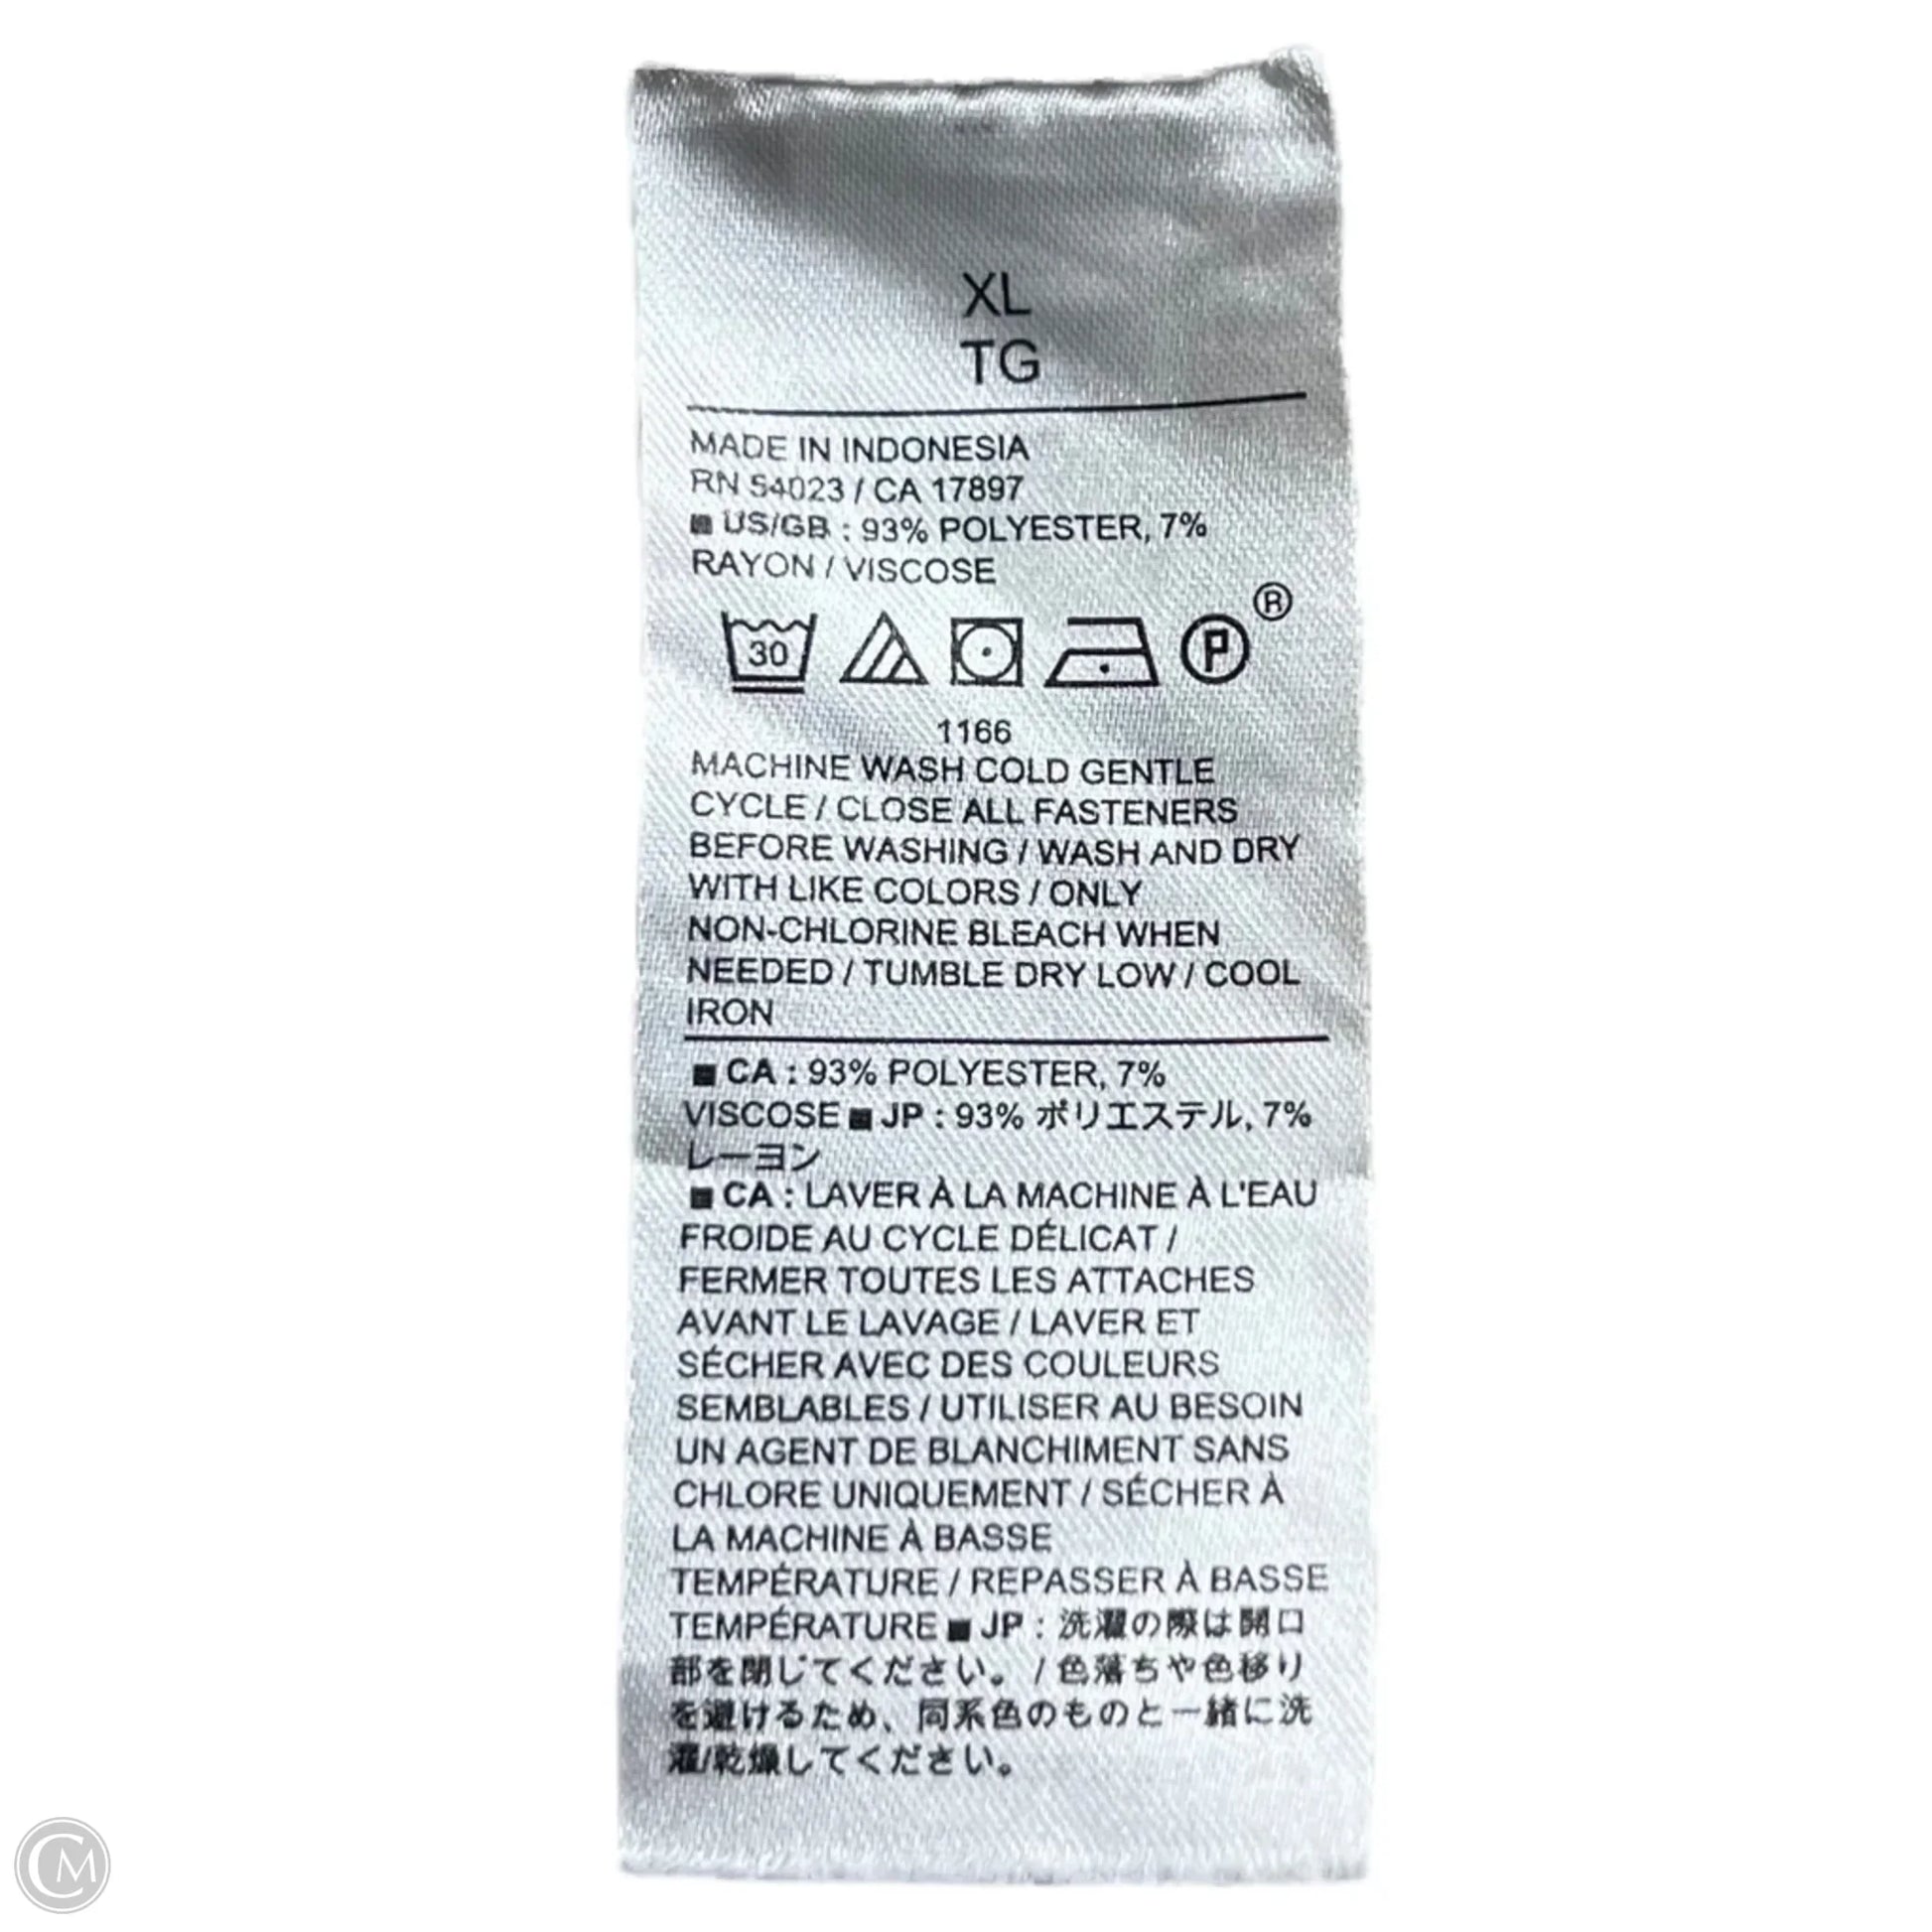 XL
TG
MADE IN INDONESIA
RN 54023 / CA 17897
■ US/GB : 93% POLYESTER, 7%
RAYON / VISCOSE
30 P ®
1166
MACHINE WASH COLD GENTLE
CYCLE / CLOSE ALL FASTENERS
BEFORE WASHING / WASH AND DRY
WITH LIKE COLORS / ONLY
NON-CHLORINE BLEACH WHEN
NEEDED / TUMBLE DRY LOW / COOL
IRON
■ CA : 93% POLYESTER, 7%
VISCOSE ■ JP : 93% ポリエステル, 7%
レーヨン
■ CA : LAVER À LA MACHINE À L'EAU
FROIDE AU CYCLE DÉLICAT /
FERMER TOUTES LES ATTACHES
AVANT LE LAVAGE / LAVER ET
SÉCHER AVEC DES COULEURS
SEMBLABLES / UTILISER AU BESOIN
UN AGENT DE BLANCHIMENT SANS
CHLORE UNIQUEMENT / SÉCHER À
LA MACHINE À BASSE
TEMPÉRATURE / REPASSER À BASSE
TEMPÉRATURE ■ JP : 洗濯の際は開口
部を閉じてください。 / 色落ちや色移り
を避けるため、同系色のものと一緒に洗
濯/乾燥してください。
CM